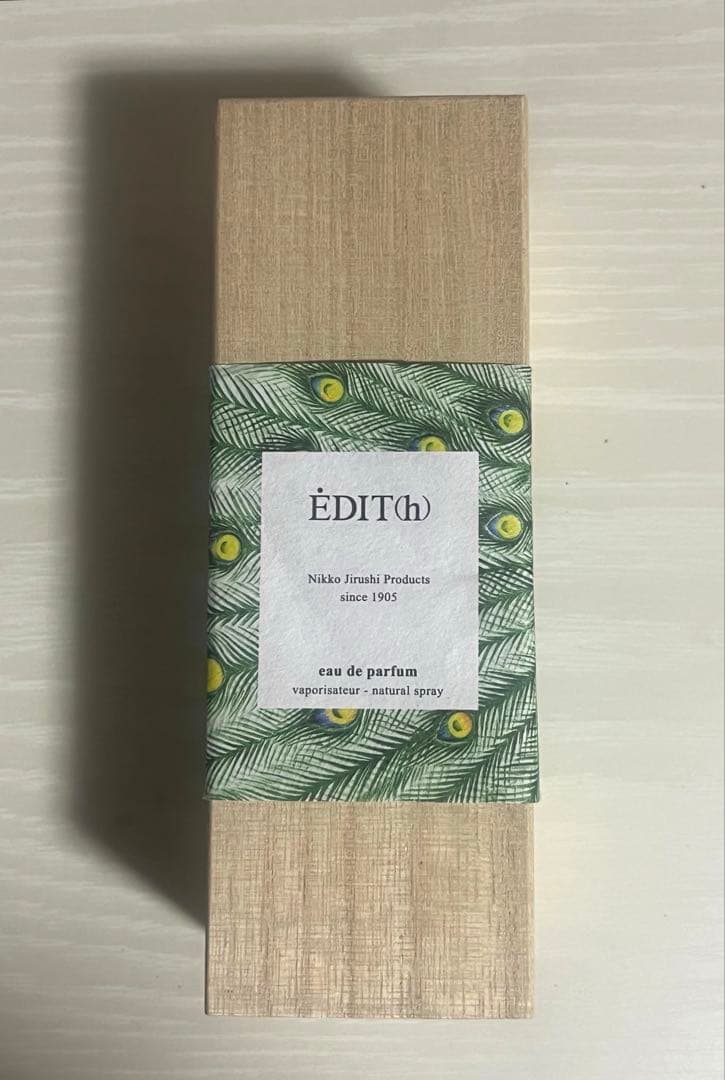 ĖDIT(h)
Nikko Jirushi Products
since 1905
eau de parfum
vaporisateur - natural spray